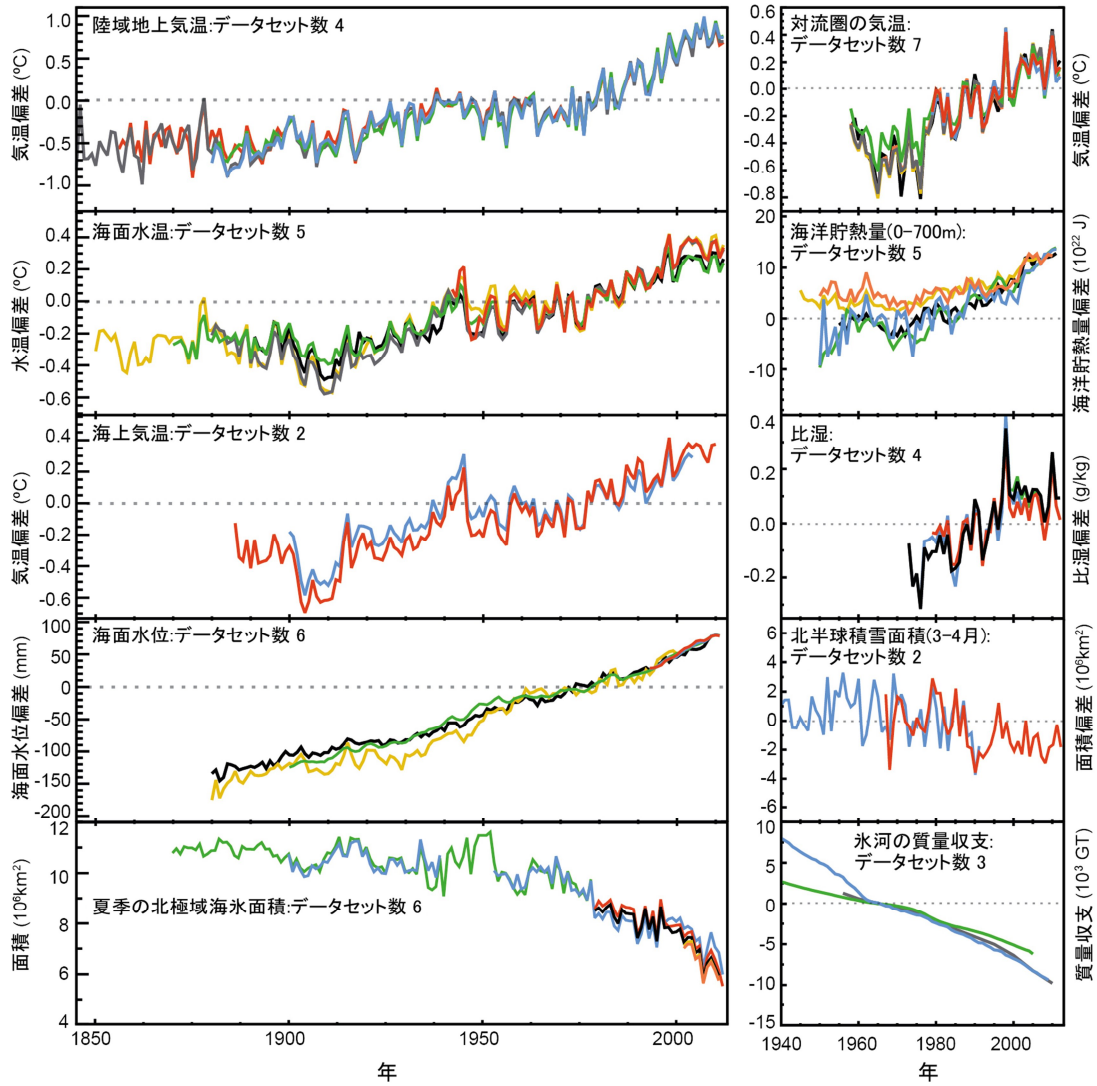 陸域地上気温:データセット数 4
1.0
0.5
0.0
-0.5
-1.0
気温偏差 (ºC)
海面水温:データセット数 5
0.4
0.2
0.0
-0.2
-0.4
-0.6
水温偏差 (ºC)
海上気温:データセット数 2
0.4
0.2
0.0
-0.2
-0.4
-0.6
気温偏差 (ºC)
海面水位:データセット数 6
100
50
0
-50
-100
-150
-200
海面水位偏差 (mm)
夏季の北極域海氷面積:データセット数 6
12
10
8
6
4
面積 (10⁶km²)
1850
1900
1950
2000
年
対流圏の気温:
データセット数 7
0.6
0.4
0.2
0.0
-0.2
-0.4
-0.6
-0.8
気温偏差 (ºC)
海洋貯熱量(0-700m):
データセット数 5
20
10
0
-10
海洋貯熱量偏差 (10²² J)
比湿:
データセット数 4
0.4
0.2
0.0
-0.2
比湿偏差 (g/kg)
北半球積雪面積(3-4月):
データセット数 2
6
4
2
0
-2
-4
-6
面積偏差 (10⁶km²)
氷河の質量収支:
データセット数 3
10
5
0
-5
-10
-15
質量収支 (10³ GT)
1940
1960
1980
2000
年